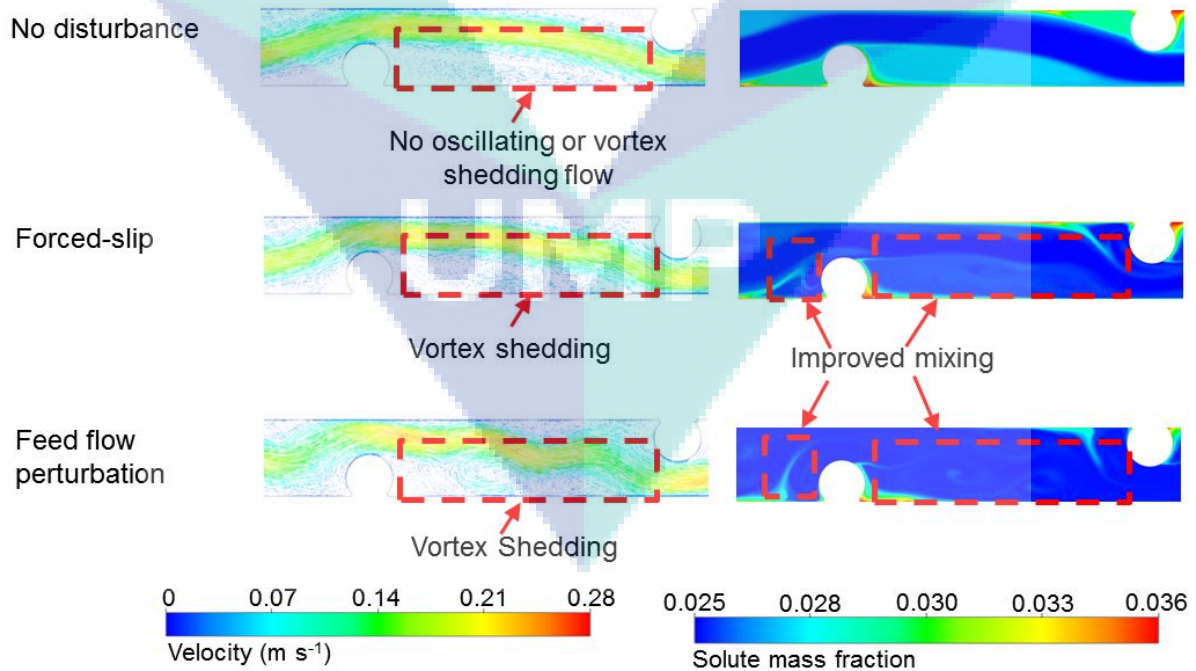 No disturbance
No oscillating or vortex
shedding flow
Forced-slip
UMP
Vortex shedding
Improved mixing
Feed flow
perturbation
Vortex Shedding
0 0.07 0.14 0.21 0.28
Velocity (m s⁻¹)
0.025 0.028 0.030 0.033 0.036
Solute mass fraction